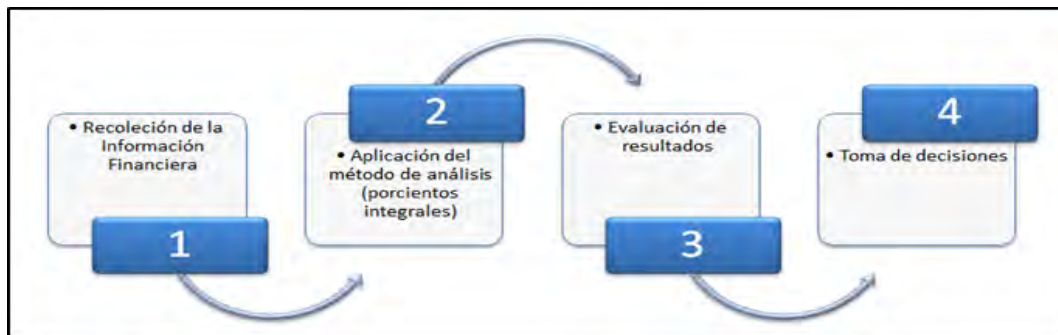 • Recoleción de la
Información
Financiera
1
2
• Aplicación del
método de análisis
(porcientos
integrales)
• Evaluación de
resultados
3
4
• Toma de decisiones